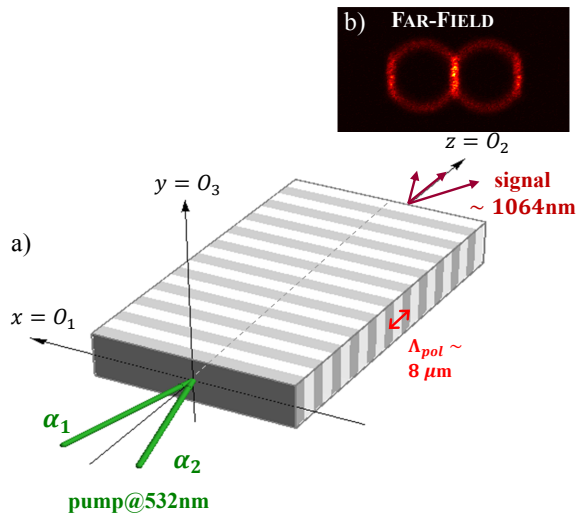 b) FAR-FIELD
z = O₂
y = O₃
signal
~ 1064nm
a)
x = O₁
Λₚₒₗ ~
8 μm
α₁
α₂
pump@532nm